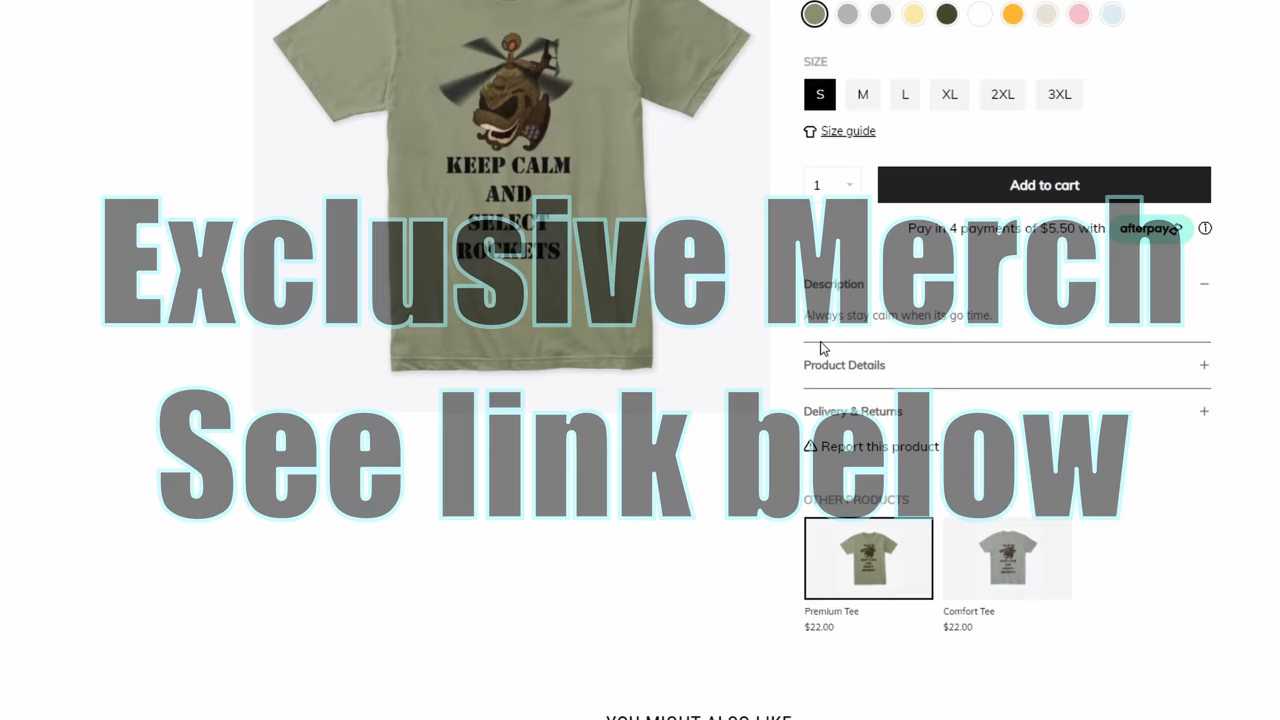 SIZE
S M L XL 2XL 3XL
Size guide
1
Add to cart
KEEP CALM
AND
SELECT
ROCKETS
Exclusive Merch
Pay in 4 payments of $5.50 with afterpay
Description
Always stay calm when its go time.
Product Details
Delivery & Returns
See link below
Report this product
OTHER PRODUCTS
Premium Tee
$22.00
Comfort Tee
$22.00
YOU MIGHT ALSO LIKE